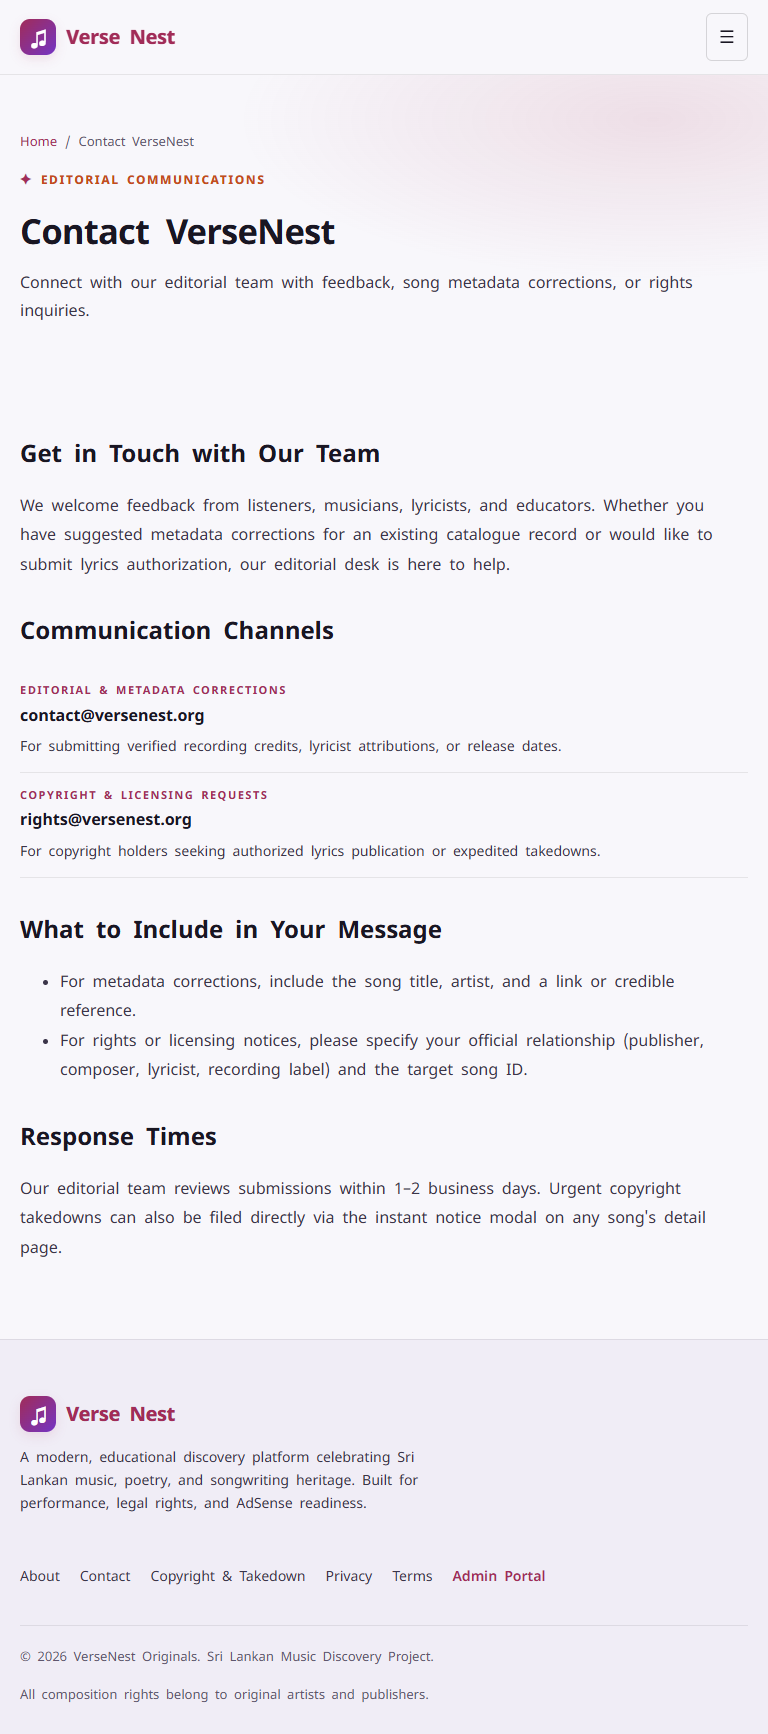 Verse Nest
☰
Home / Contact VerseNest
✦ EDITORIAL COMMUNICATIONS
Contact VerseNest
Connect with our editorial team with feedback, song metadata corrections, or rights
inquiries.
Get in Touch with Our Team
We welcome feedback from listeners, musicians, lyricists, and educators. Whether you
have suggested metadata corrections for an existing catalogue record or would like to
submit lyrics authorization, our editorial desk is here to help.
Communication Channels
EDITORIAL & METADATA CORRECTIONS
contact@versenest.org
For submitting verified recording credits, lyricist attributions, or release dates.
COPYRIGHT & LICENSING REQUESTS
rights@versenest.org
For copyright holders seeking authorized lyrics publication or expedited takedowns.
What to Include in Your Message
• For metadata corrections, include the song title, artist, and a link or credible
reference.
• For rights or licensing notices, please specify your official relationship (publisher,
composer, lyricist, recording label) and the target song ID.
Response Times
Our editorial team reviews submissions within 1–2 business days. Urgent copyright
takedowns can also be filed directly via the instant notice modal on any song's detail
page.
Verse Nest
A modern, educational discovery platform celebrating Sri
Lankan music, poetry, and songwriting heritage. Built for
performance, legal rights, and AdSense readiness.
About Contact Copyright & Takedown Privacy Terms Admin Portal
© 2026 VerseNest Originals. Sri Lankan Music Discovery Project.
All composition rights belong to original artists and publishers.